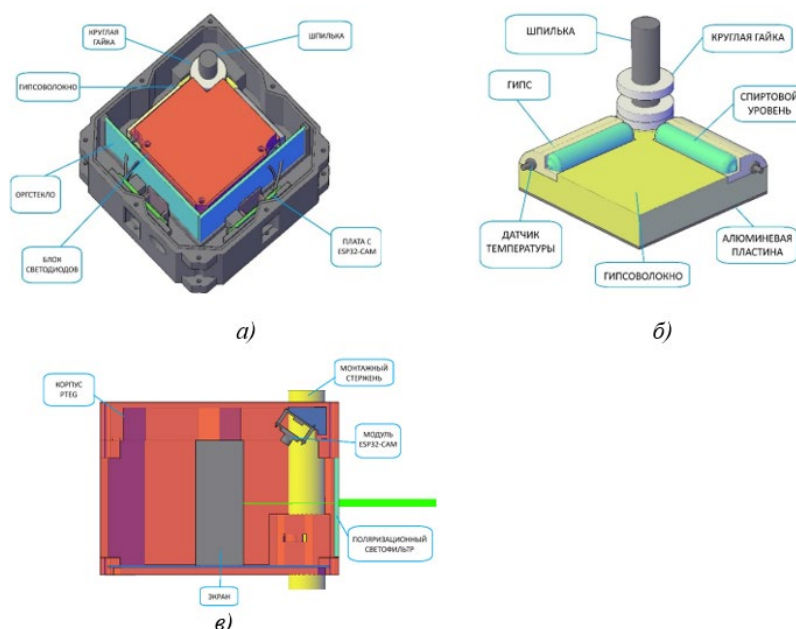 КРУГЛАЯ
ГАЙКА
ШПИЛЬКА
ГИПСОВОЛОКНО
ОРГСТЕКЛО
БЛОК
СВЕТОДИОДОВ
ПЛАТА С
ESP32-CAM
а)
ШПИЛЬКА
КРУГЛАЯ ГАЙКА
ГИПС
СПИРТОВОЙ
УРОВЕНЬ
ДАТЧИК
ТЕМПЕРАТУРЫ
АЛЮМИНЕВАЯ
ПЛАСТИНА
ГИПСОВОЛОКНО
б)
МОНТАЖНЫЙ
СТЕРЖЕНЬ
КОРПУС
PTEG
МОДУЛЬ
ESP32-CAM
ПОЛЯРИЗАЦИОННЫЙ
СВЕТОФИЛЬТР
ЭКРАН
в)